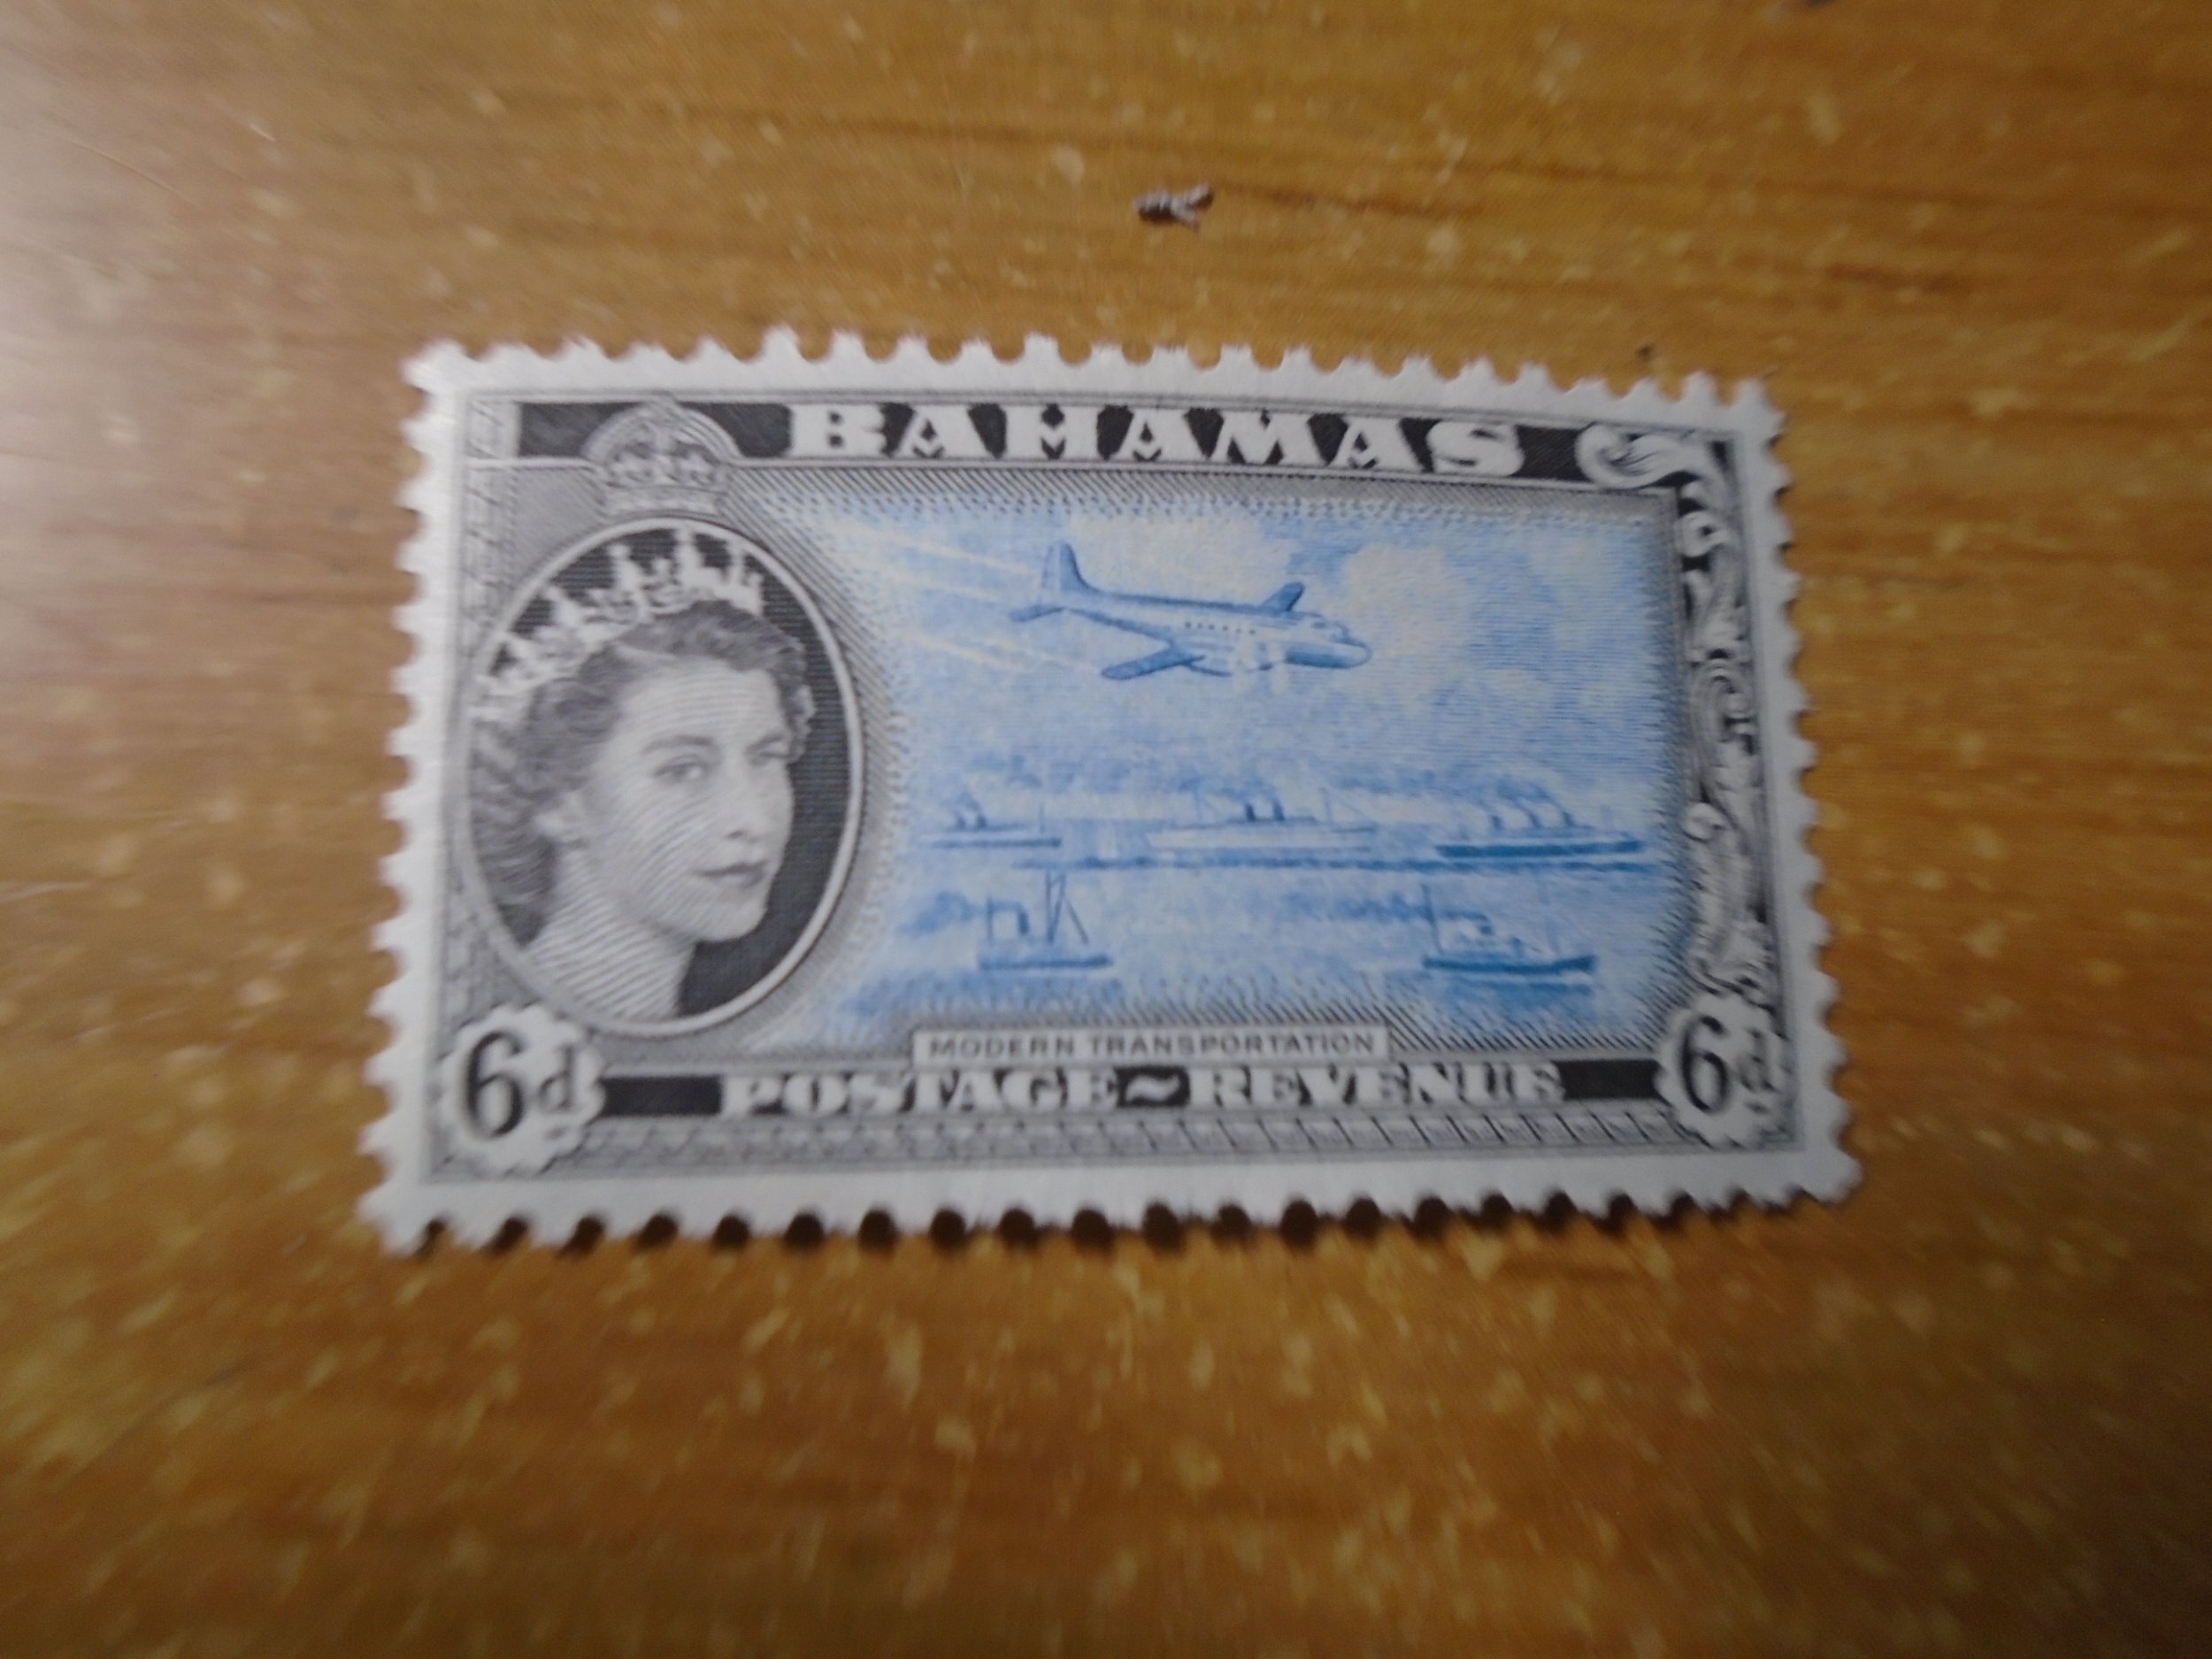 BAHAMAS
MODERN TRANSPORTATION
6d POSTAGE~REVENUE 6d